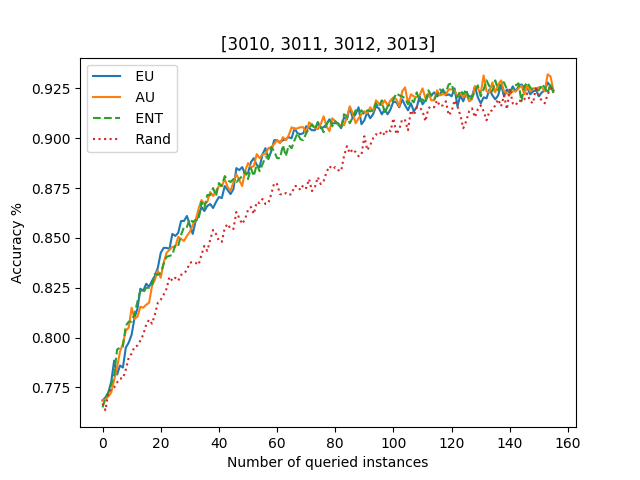 [3010, 3011, 3012, 3013]
EU
AU
ENT
Rand
Accuracy %
0.925
0.900
0.875
0.850
0.825
0.800
0.775
0 20 40 60 80 100 120 140 160
Number of queried instances